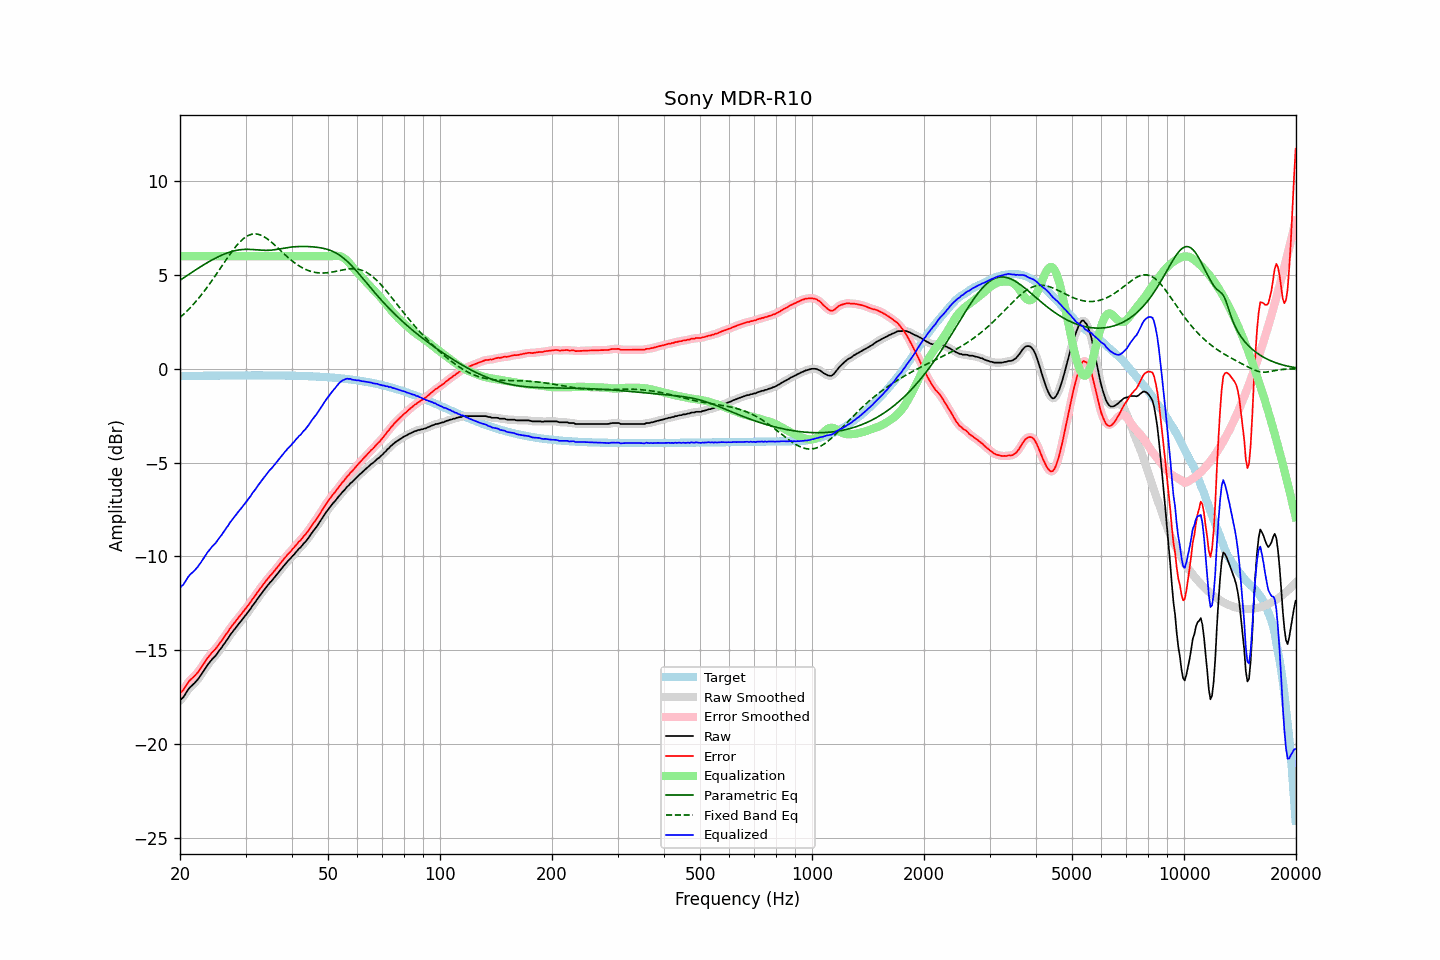 Sony MDR-R10
Amplitude (dBr)
10
5
0
−5
−10
−15
−20
−25
Target
Raw Smoothed
Error Smoothed
Raw
Error
Equalization
Parametric Eq
Fixed Band Eq
Equalized
20 50 100 200 500 1000 2000 5000 10000 20000
Frequency (Hz)